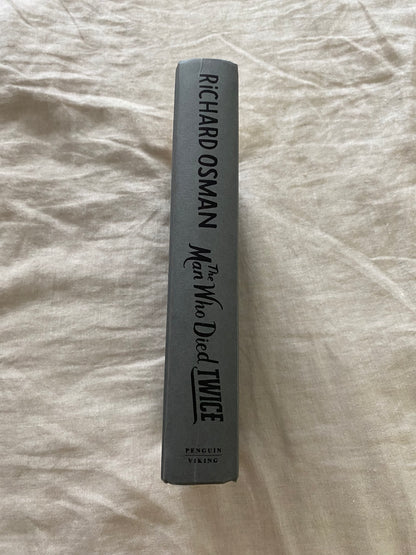 RiCHARD OSMAN
The
Man Who Died TWICE
PENGUIN
VIKING